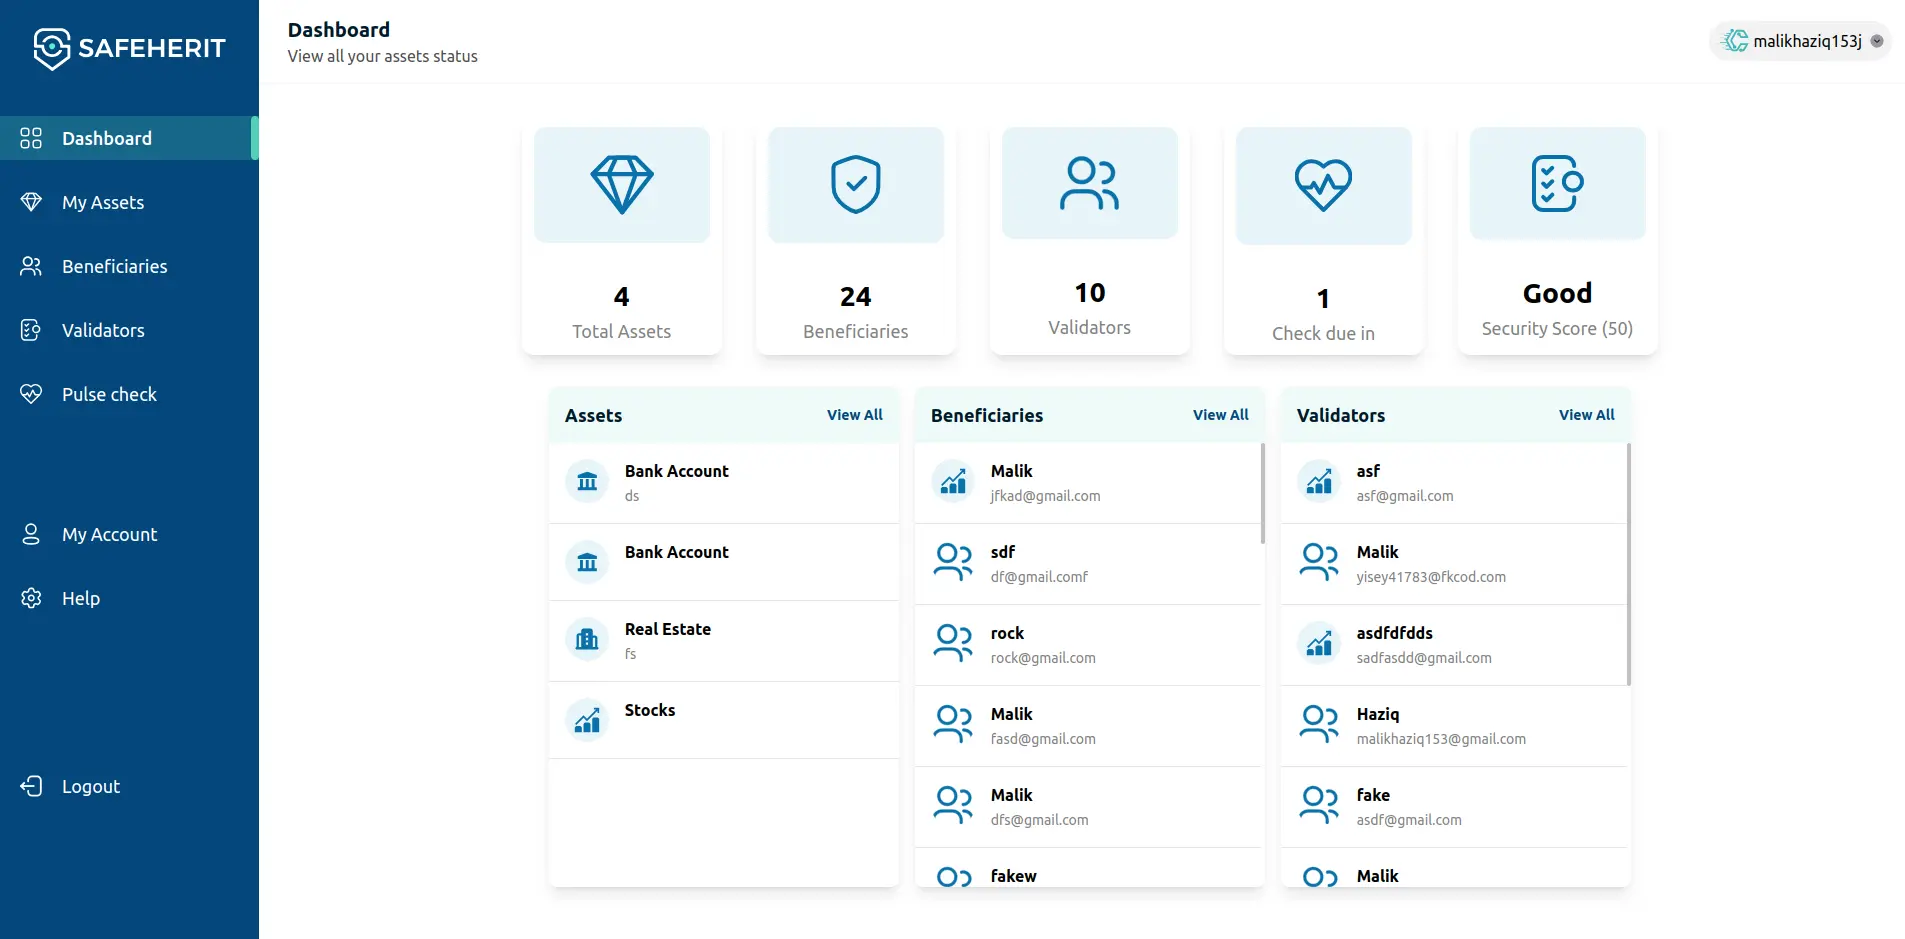 SAFEHERIT
Dashboard
My Assets
Beneficiaries
Validators
Pulse check
My Account
Help
Logout
Dashboard
View all your assets status
malikhaziq153j
4
Total Assets
24
Beneficiaries
10
Validators
1
Check due in
Good
Security Score (50)
Assets View All
Bank Account
ds
Bank Account
Real Estate
fs
Stocks
Beneficiaries View All
Malik
jfkad@gmail.com
sdf
df@gmail.comf
rock
rock@gmail.com
Malik
fasd@gmail.com
Malik
dfs@gmail.com
fakew
Validators View All
asf
asf@gmail.com
Malik
yisey41783@fkcod.com
asdfdfdds
sadfasdd@gmail.com
Haziq
malikhaziq153@gmail.com
fake
asdf@gmail.com
Malik